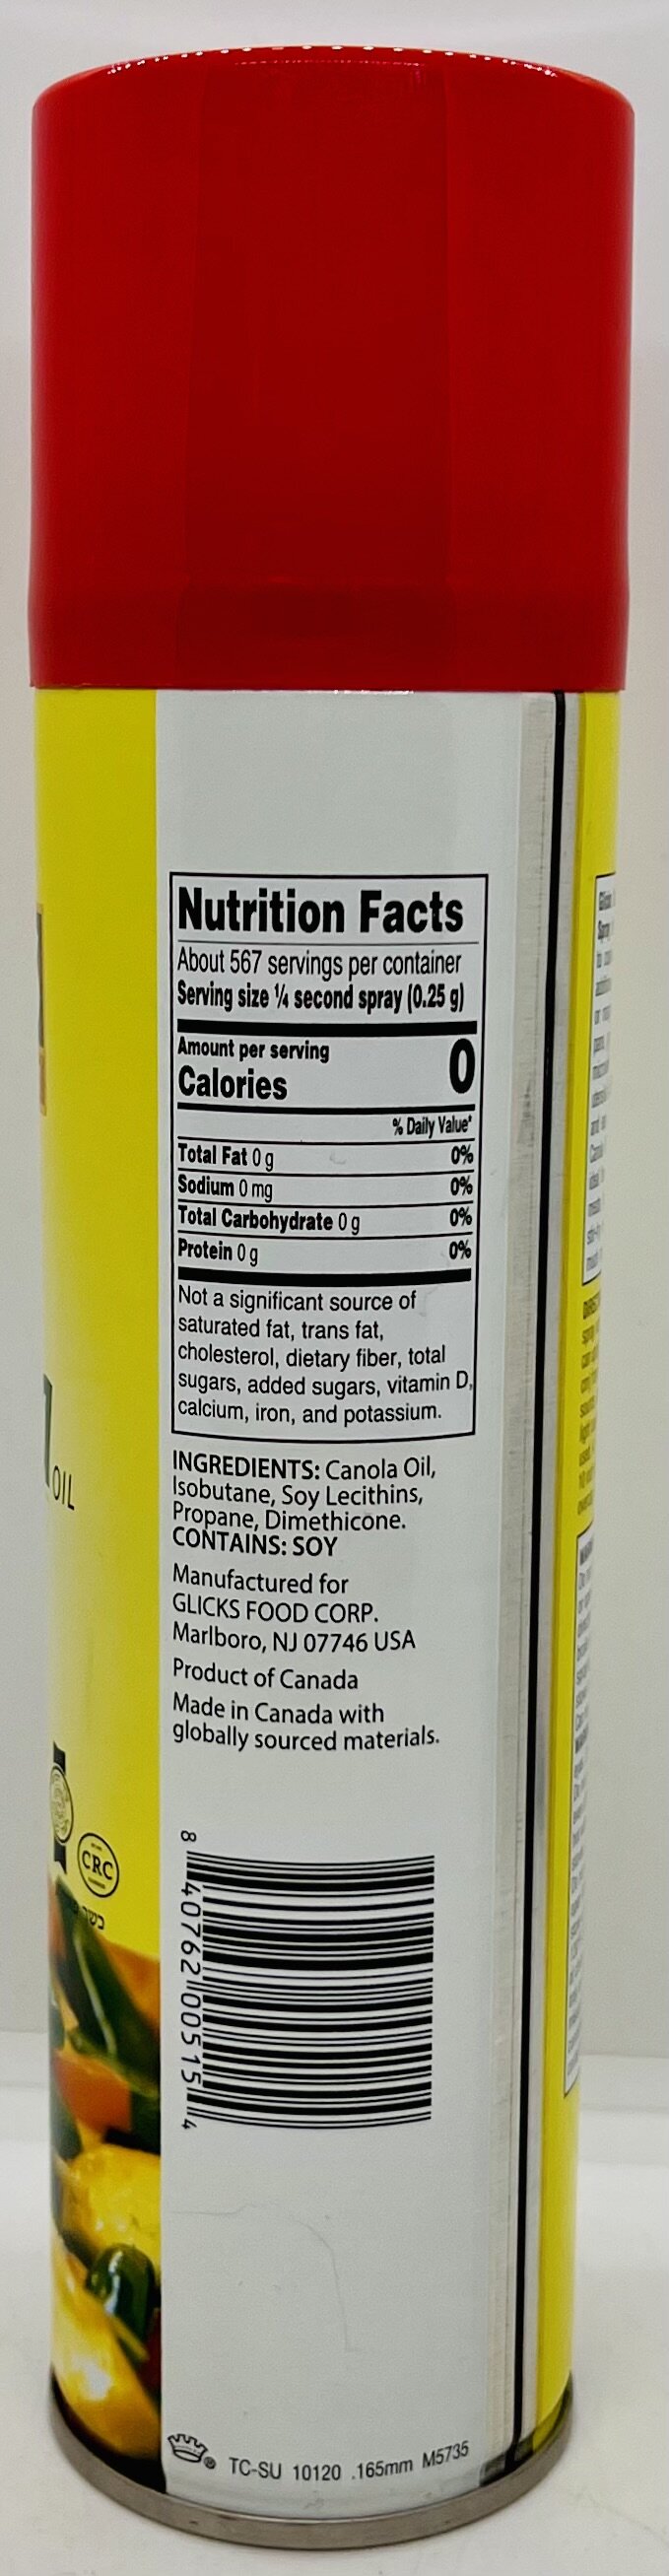 Nutrition Facts
About 567 servings per container
Serving size ¼ second spray (0.25 g)
Amount per serving
Calories 0
% Daily Value*
Total Fat 0 g 0%
Sodium 0 mg 0%
Total Carbohydrate 0 g 0%
Protein 0 g 0%
Not a significant source of
saturated fat, trans fat,
cholesterol, dietary fiber, total
sugars, added sugars, vitamin D,
calcium, iron, and potassium.
INGREDIENTS: Canola Oil,
Isobutane, Soy Lecithins,
Propane, Dimethicone.
CONTAINS: SOY
Manufactured for
GLICKS FOOD CORP.
Marlboro, NJ 07746 USA
Product of Canada
Made in Canada with
globally sourced materials.
8 40762 00515 4
® TC-SU 10120 .165mm M5735
OIL
CRC
כשר